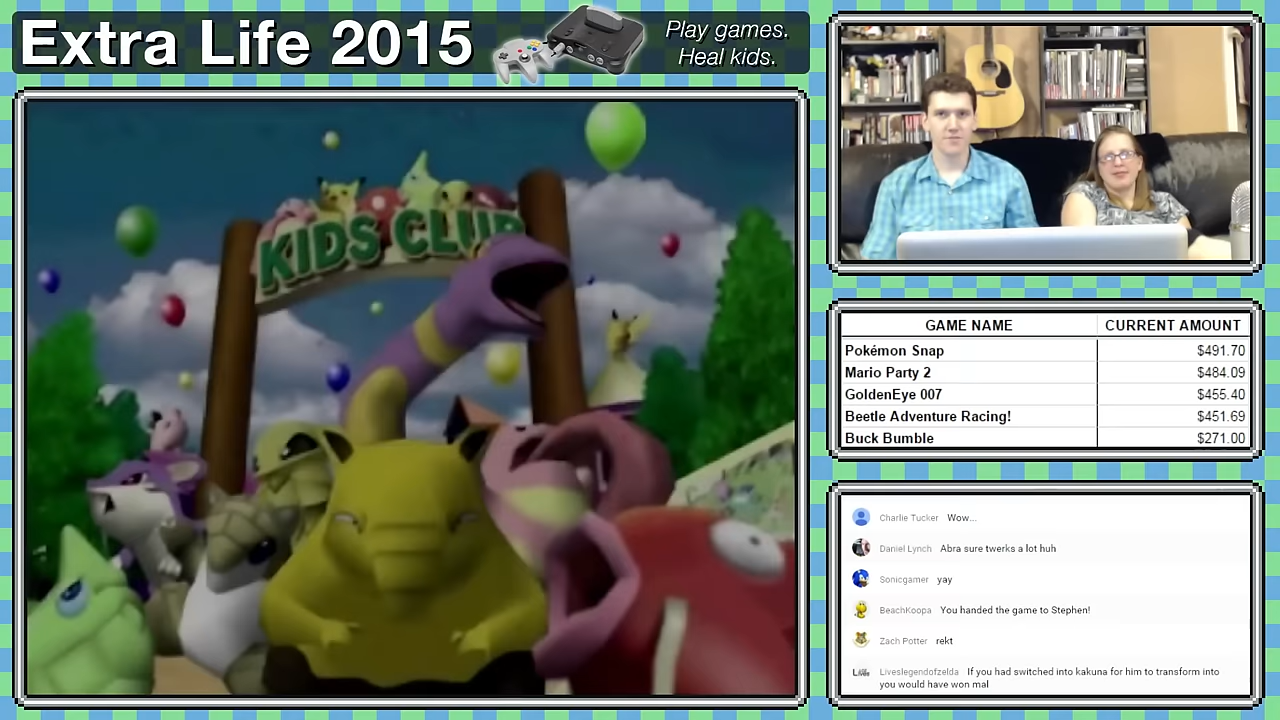 Extra Life 2015
Play games.
Heal kids.
KIDS CLUB
GAME NAME CURRENT AMOUNT
Pokémon Snap $491.70
Mario Party 2 $484.09
GoldenEye 007 $455.40
Beetle Adventure Racing! $451.69
Buck Bumble $271.00
Charlie Tucker Wow...
Daniel Lynch Abra sure twerks a lot huh
Sonicgamer yay
BeachKoopa You handed the game to Stephen!
Zach Potter rekt
Liveslegendofzelda If you had switched into kakuna for him to transform into
you would have won mal